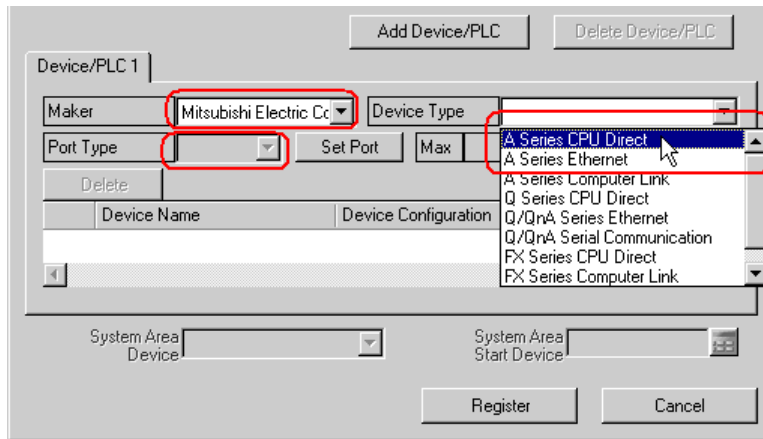 Add Device/PLC Delete Device/PLC
Device/PLC 1
Maker Mitsubishi Electric Device Type
Port Type Set Port Max
A Series CPU Direct
A Series Ethernet
A Series Computer Link
Q Series CPU Direct
Q/QnA Series Ethernet
Q/QnA Serial Communication
FX Series CPU Direct
FX Series Computer Link
Delete
Device Name Device Configuration
System Area Device
System Area Start Device
Register Cancel